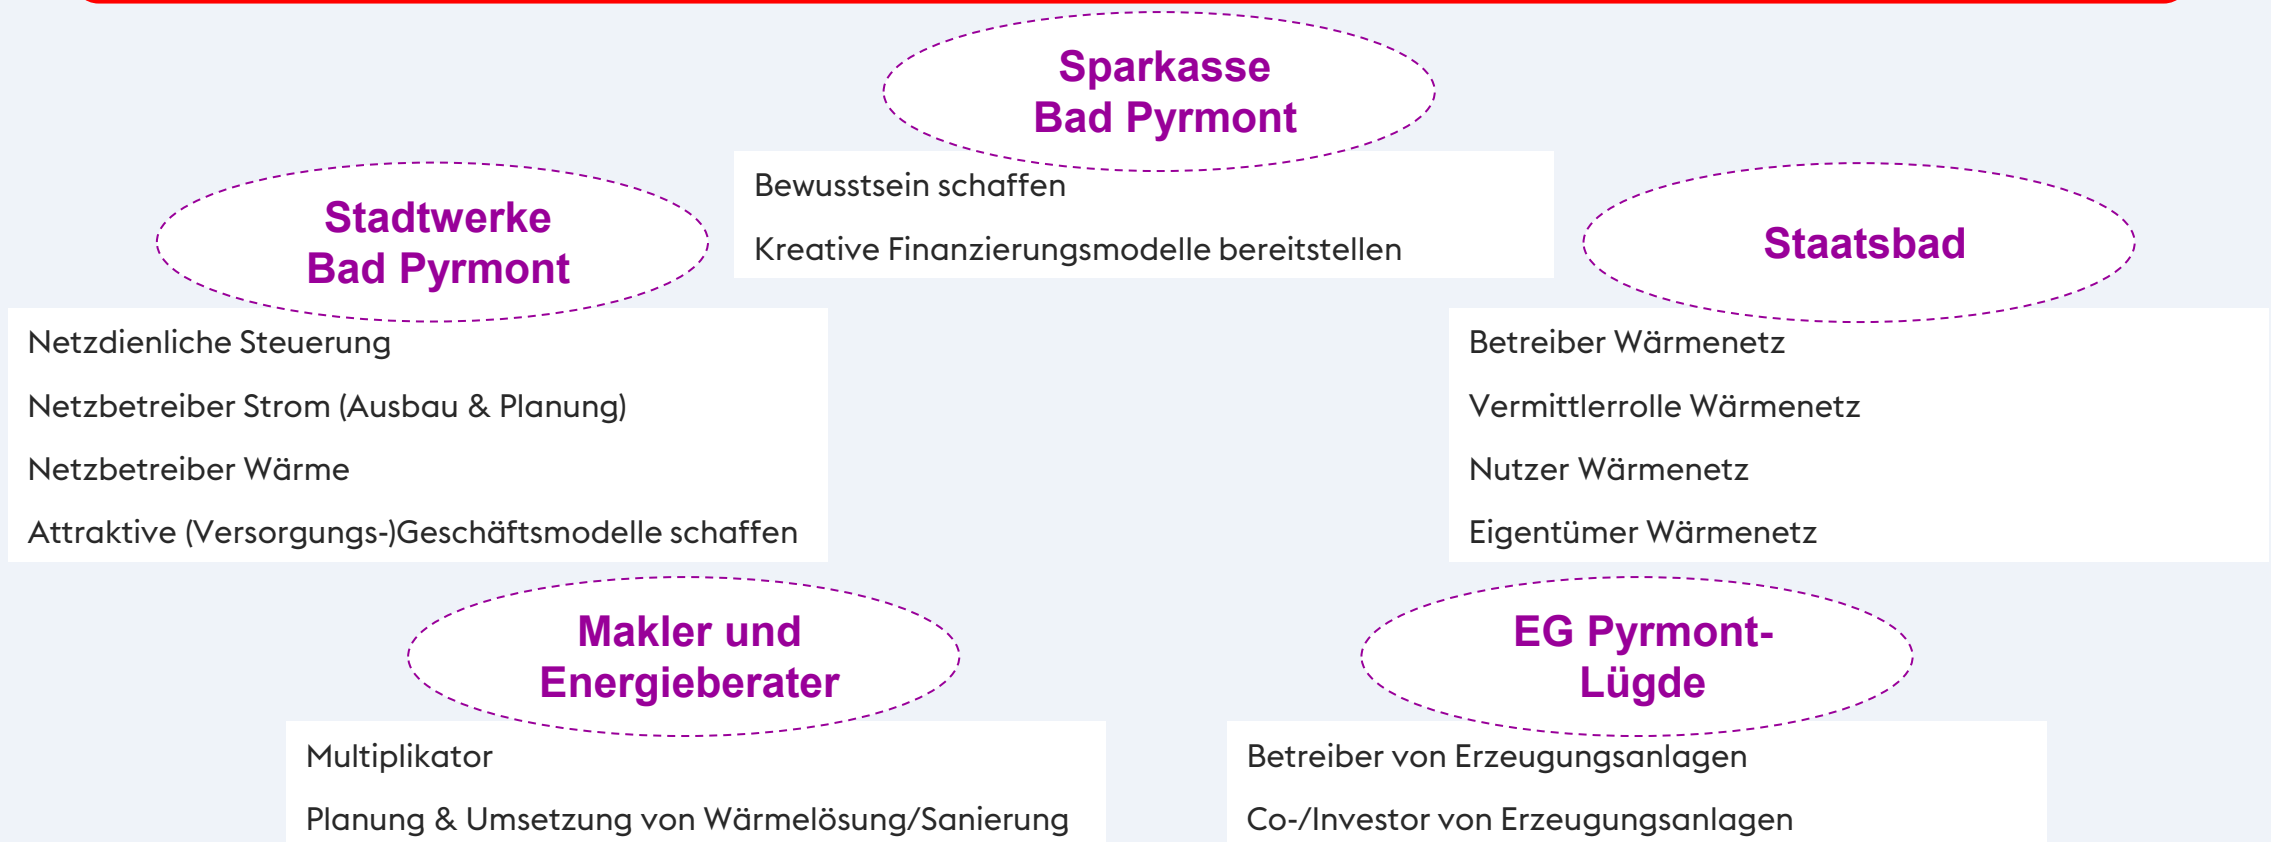 Sparkasse
Bad Pyrmont
Bewusstsein schaffen
Kreative Finanzierungsmodelle bereitstellen
Stadtwerke
Bad Pyrmont
Netzdienliche Steuerung
Netzbetreiber Strom (Ausbau & Planung)
Netzbetreiber Wärme
Attraktive (Versorgungs-)Geschäftsmodelle schaffen
Staatsbad
Betreiber Wärmenetz
Vermittlerrolle Wärmenetz
Nutzer Wärmenetz
Eigentümer Wärmenetz
Makler und
Energieberater
Multiplikator
Planung & Umsetzung von Wärmelösung/Sanierung
EG Pyrmont-
Lügde
Betreiber von Erzeugungsanlagen
Co-/Investor von Erzeugungsanlagen